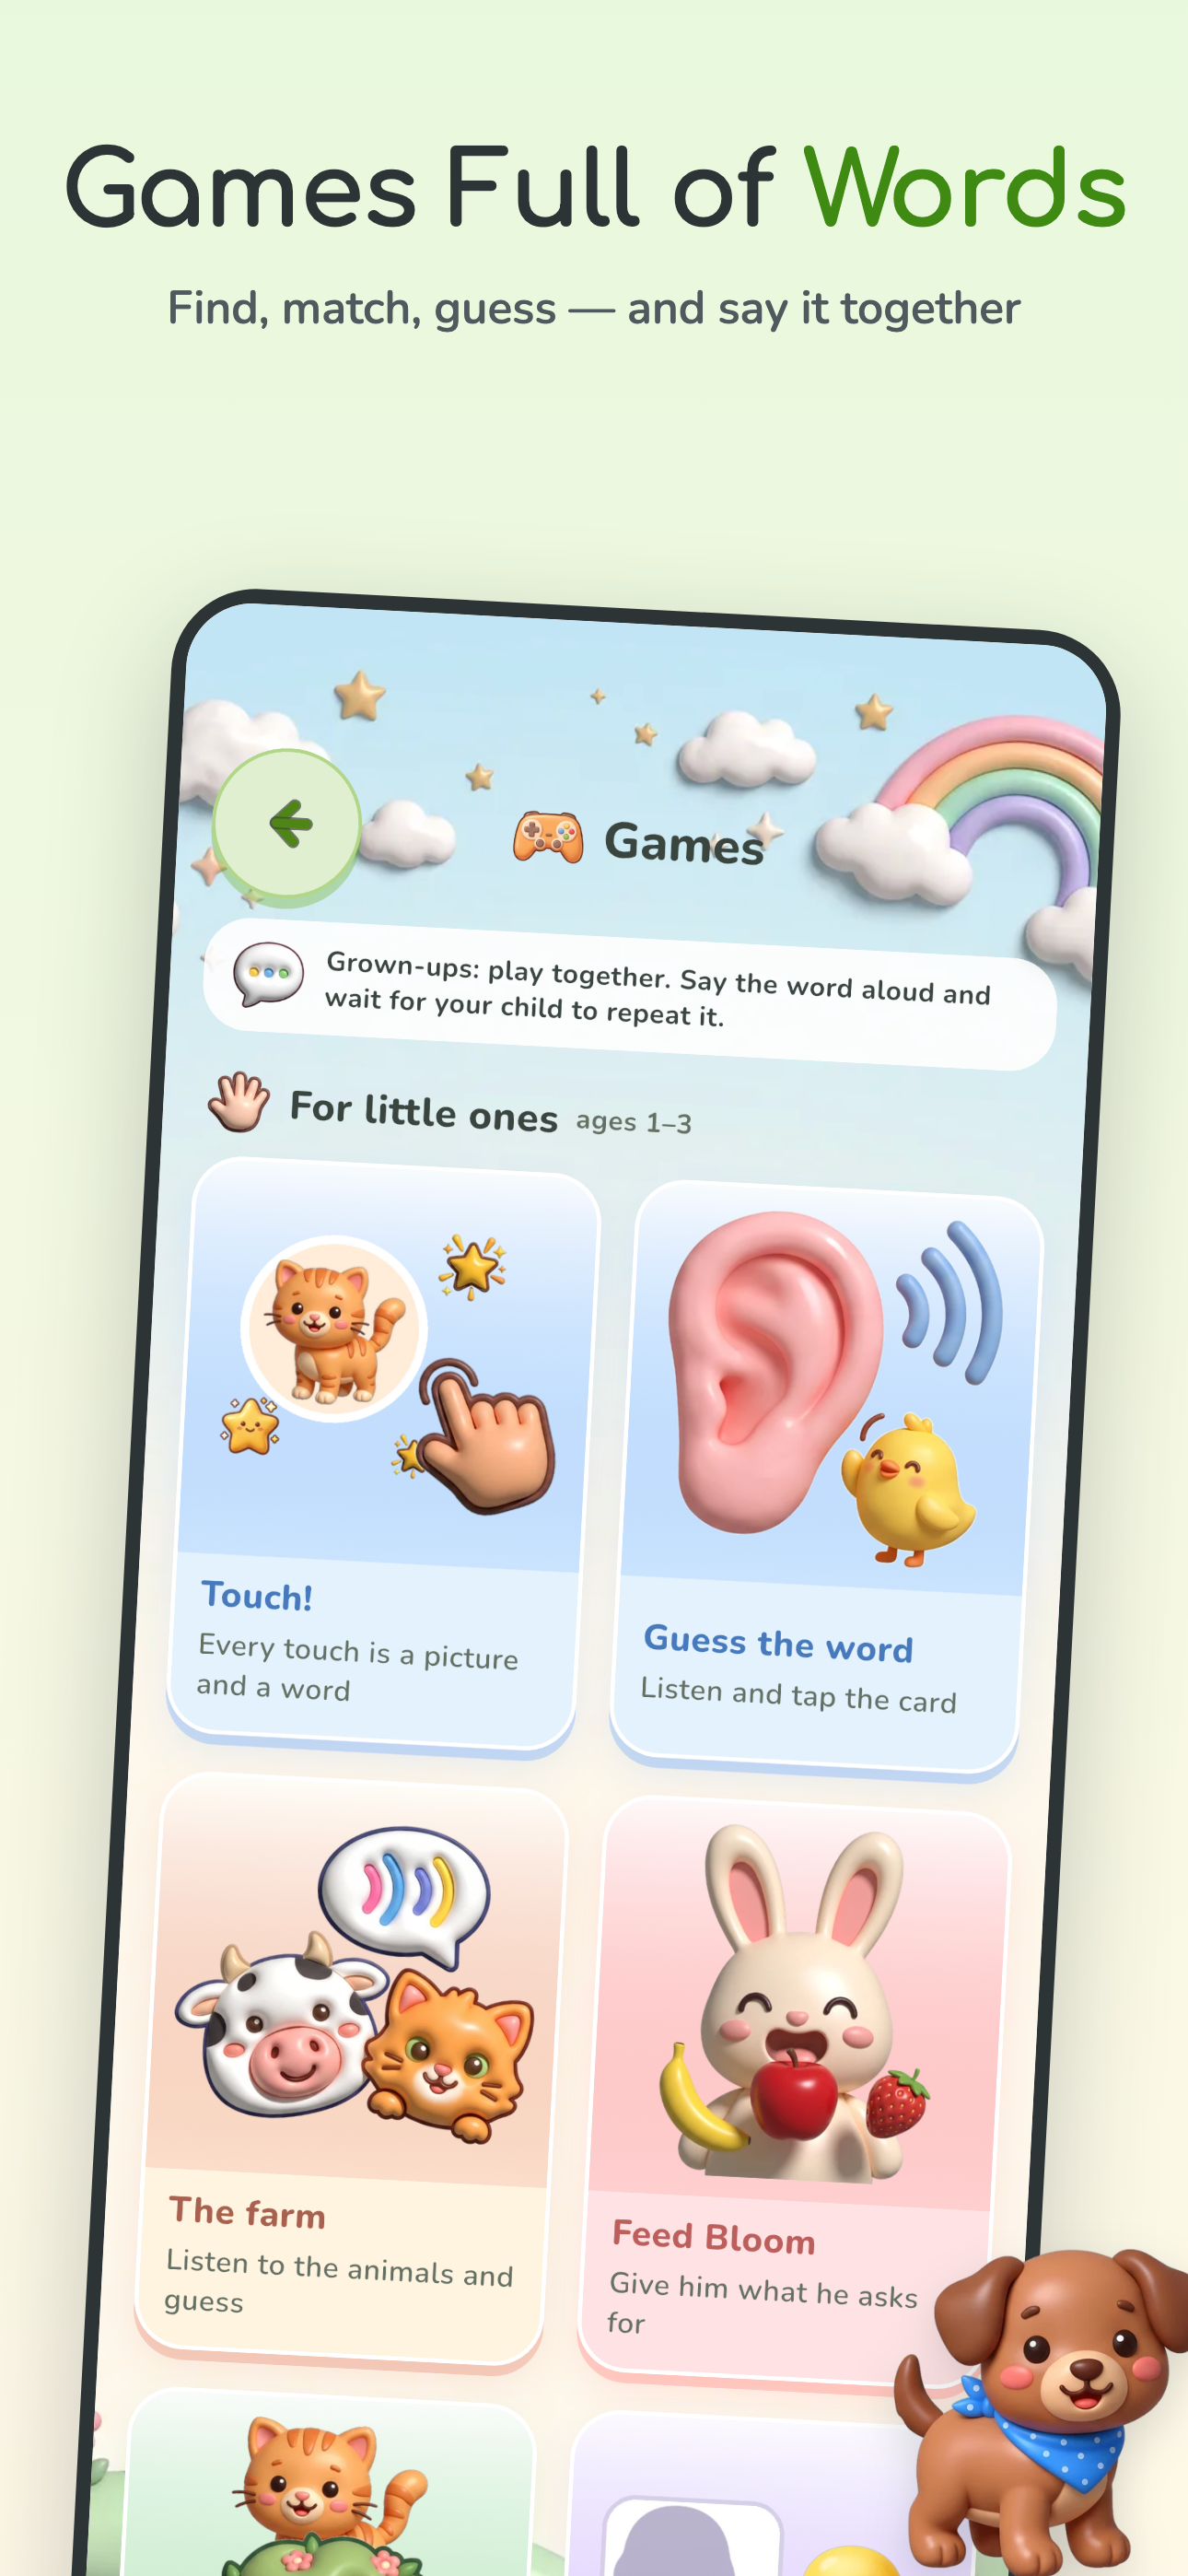 Games Full of Words
Find, match, guess — and say it together
Games
Grown-ups: play together. Say the word aloud and
wait for your child to repeat it.
For little ones ages 1–3
Touch!
Every touch is a picture
and a word
Guess the word
Listen and tap the card
The farm
Listen to the animals and
guess
Feed Bloom
Give him what he asks
for